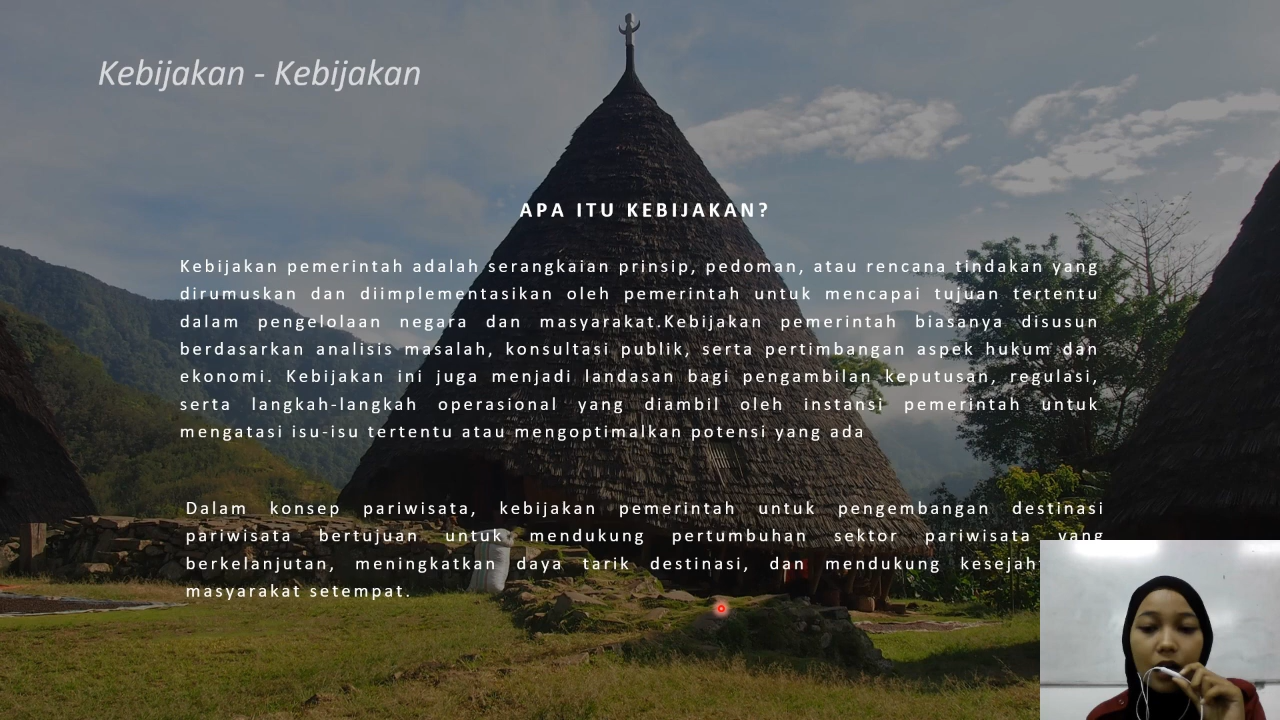 Kebijakan - Kebijakan
APA ITU KEBIJAKAN?
Kebijakan pemerintah adalah serangkaian prinsip, pedoman, atau rencana tindakan yang
dirumuskan dan diimplementasikan oleh pemerintah untuk mencapai tujuan tertentu
dalam pengelolaan negara dan masyarakat.Kebijakan pemerintah biasanya disusun
berdasarkan analisis masalah, konsultasi publik, serta pertimbangan aspek hukum dan
ekonomi. Kebijakan ini juga menjadi landasan bagi pengambilan keputusan, regulasi,
serta langkah-langkah operasional yang diambil oleh instansi pemerintah untuk
mengatasi isu-isu tertentu atau mengoptimalkan potensi yang ada
Dalam konsep pariwisata, kebijakan pemerintah untuk pengembangan destinasi
pariwisata bertujuan untuk mendukung pertumbuhan sektor pariwisata yang
berkelanjutan, meningkatkan daya tarik destinasi, dan mendukung
masyarakat setempat.